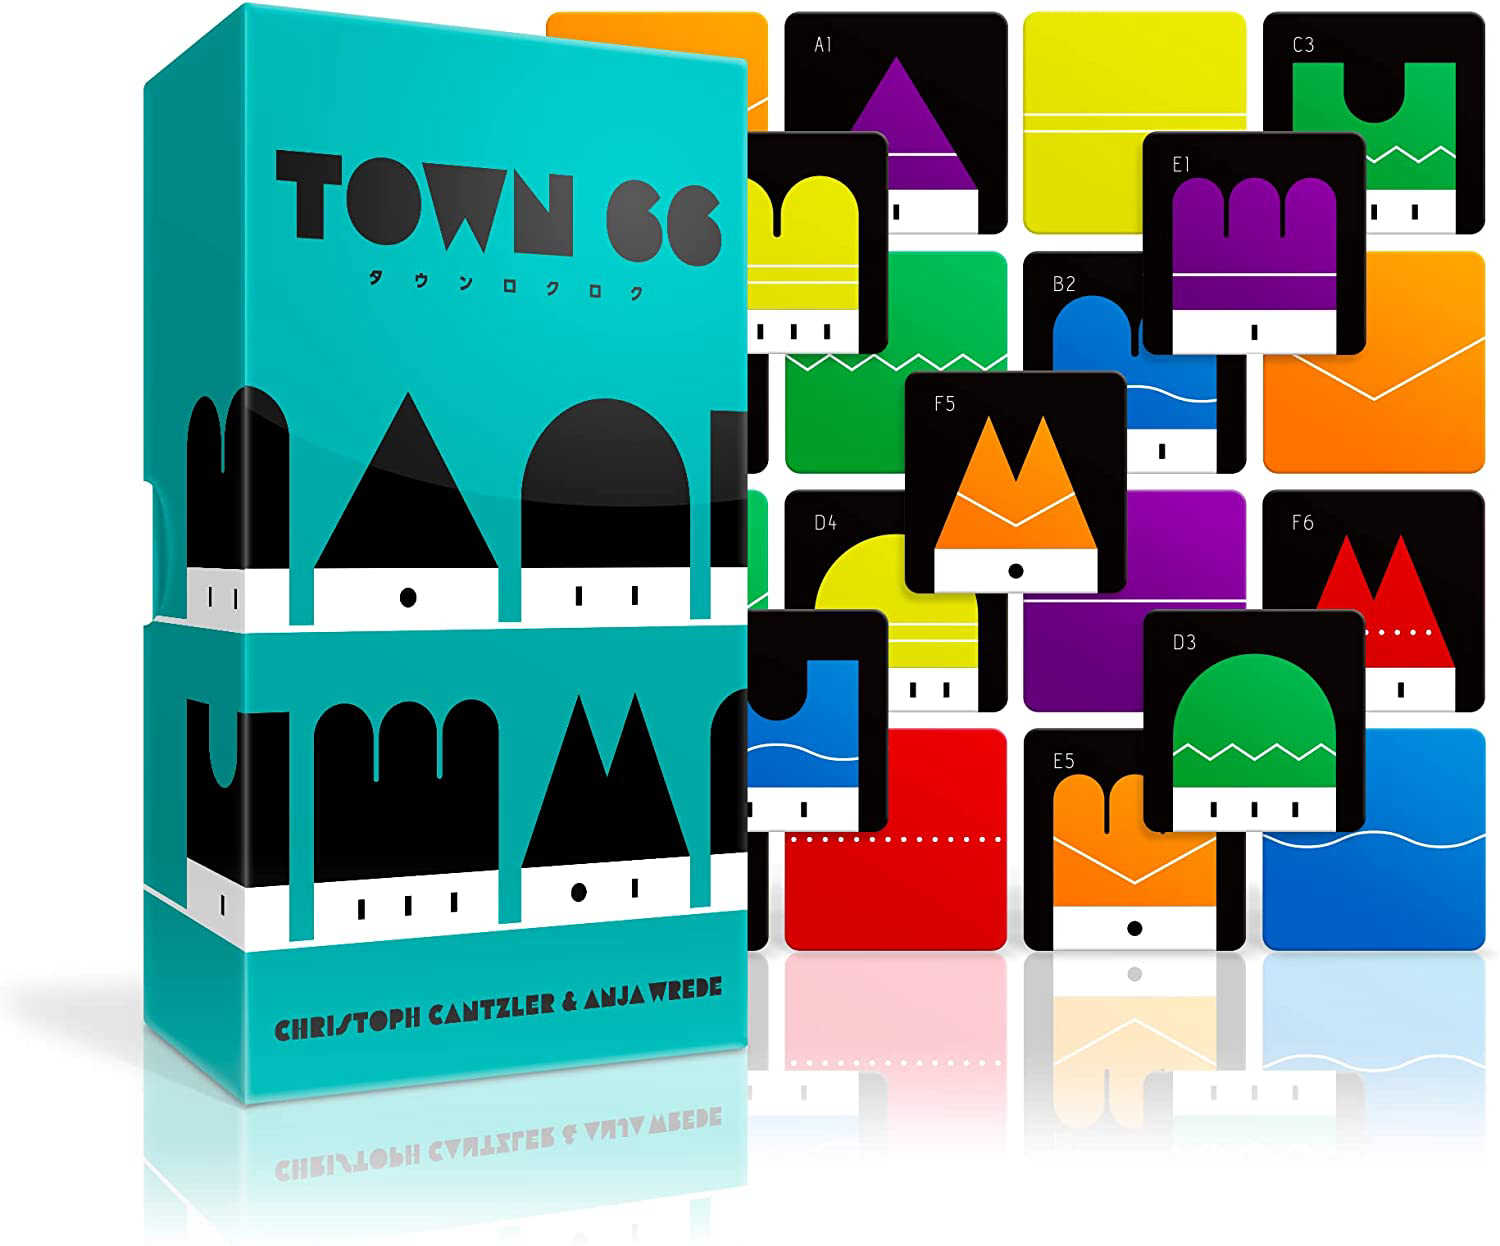 TOWN 66
タウンロクロク
CHRISTOPH CANTZLER & ANJA WREDE
A1
C3
E1
B2
F5
D4
F6
D3
E5